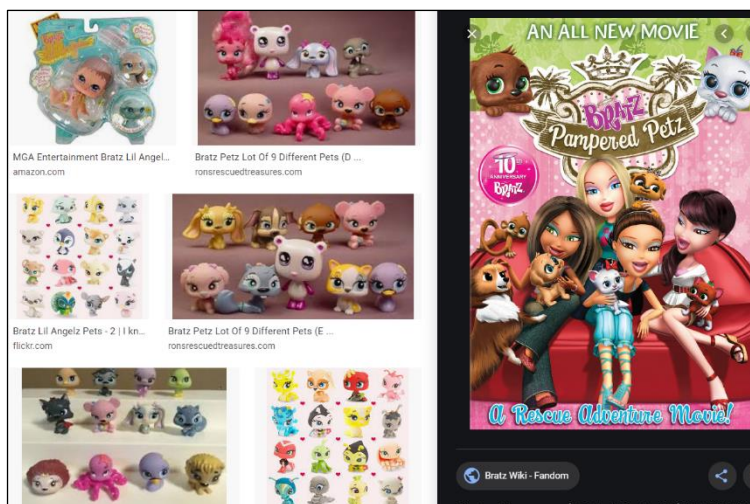 MGA Entertainment Bratz Lil Angel...
amazon.com
Bratz Petz Lot Of 9 Different Pets (D ...
ronsrescuedtreasures.com
Bratz Lil Angelz Pets - 2 | I kn...
flickr.com
Bratz Petz Lot Of 9 Different Pets (E ...
ronsrescuedtreasures.com
AN ALL NEW MOVIE
BRATZ
Pampered Petz
10th
ANNIVERSARY
BRATZ
A Rescue Adventure Movie!
Bratz Wiki - Fandom